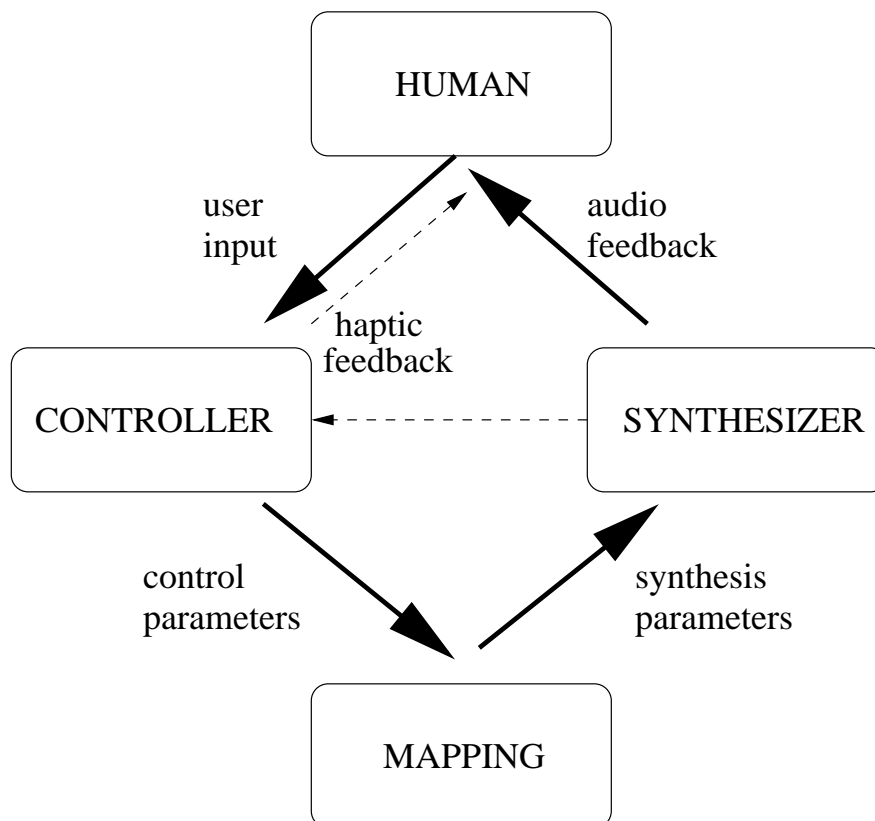 HUMAN
user
input
audio
feedback
haptic
feedback
CONTROLLER
SYNTHESIZER
control
parameters
synthesis
parameters
MAPPING